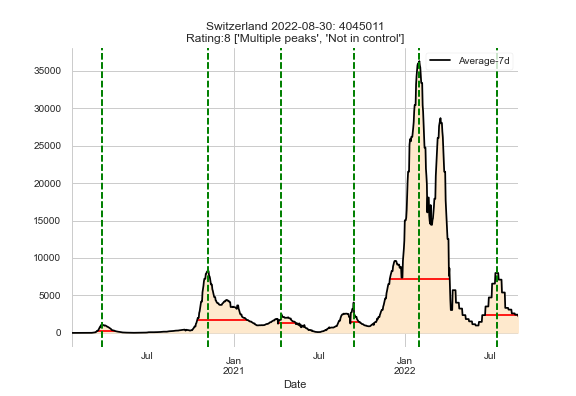 Switzerland 2022-08-30: 4045011
Rating:8 ['Multiple peaks', 'Not in control']
Average-7d
35000
30000
25000
20000
15000
10000
5000
0
Jul
Jan
2021
Jul
Jan
2022
Jul
Date